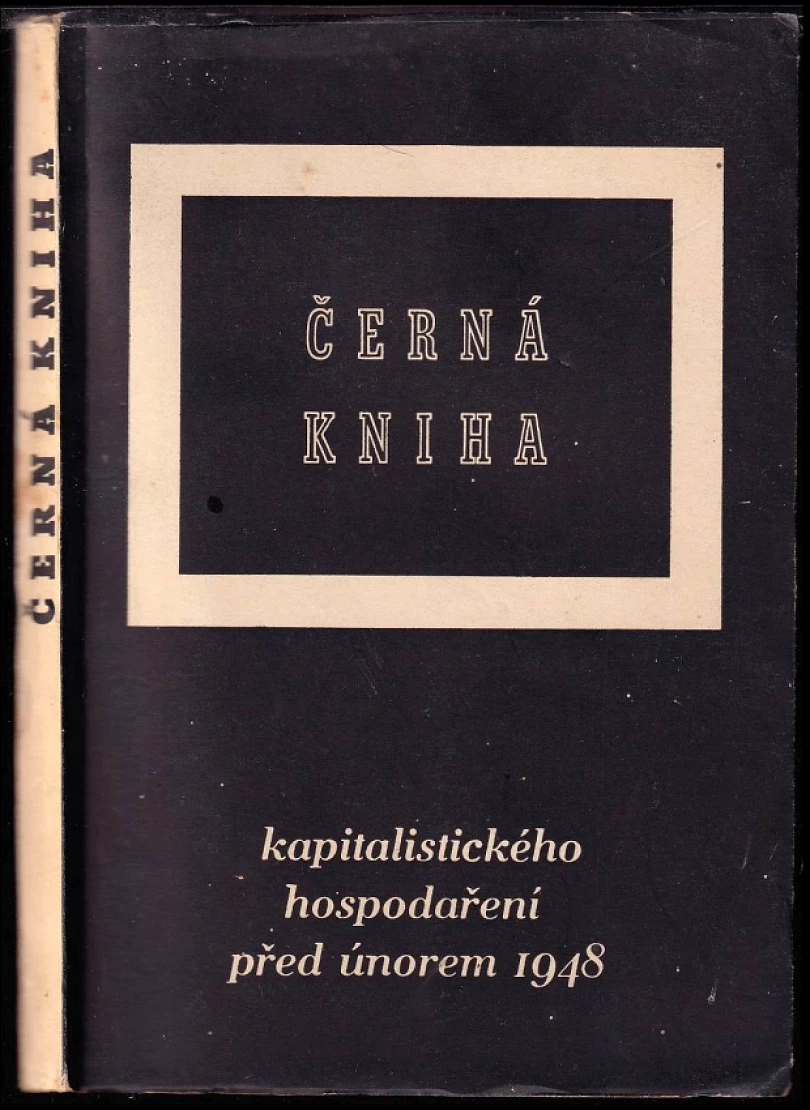 ČERNÁ KNIHA
ČERNÁ
KNIHA
kapitalistického
hospodaření
před únorem 1948